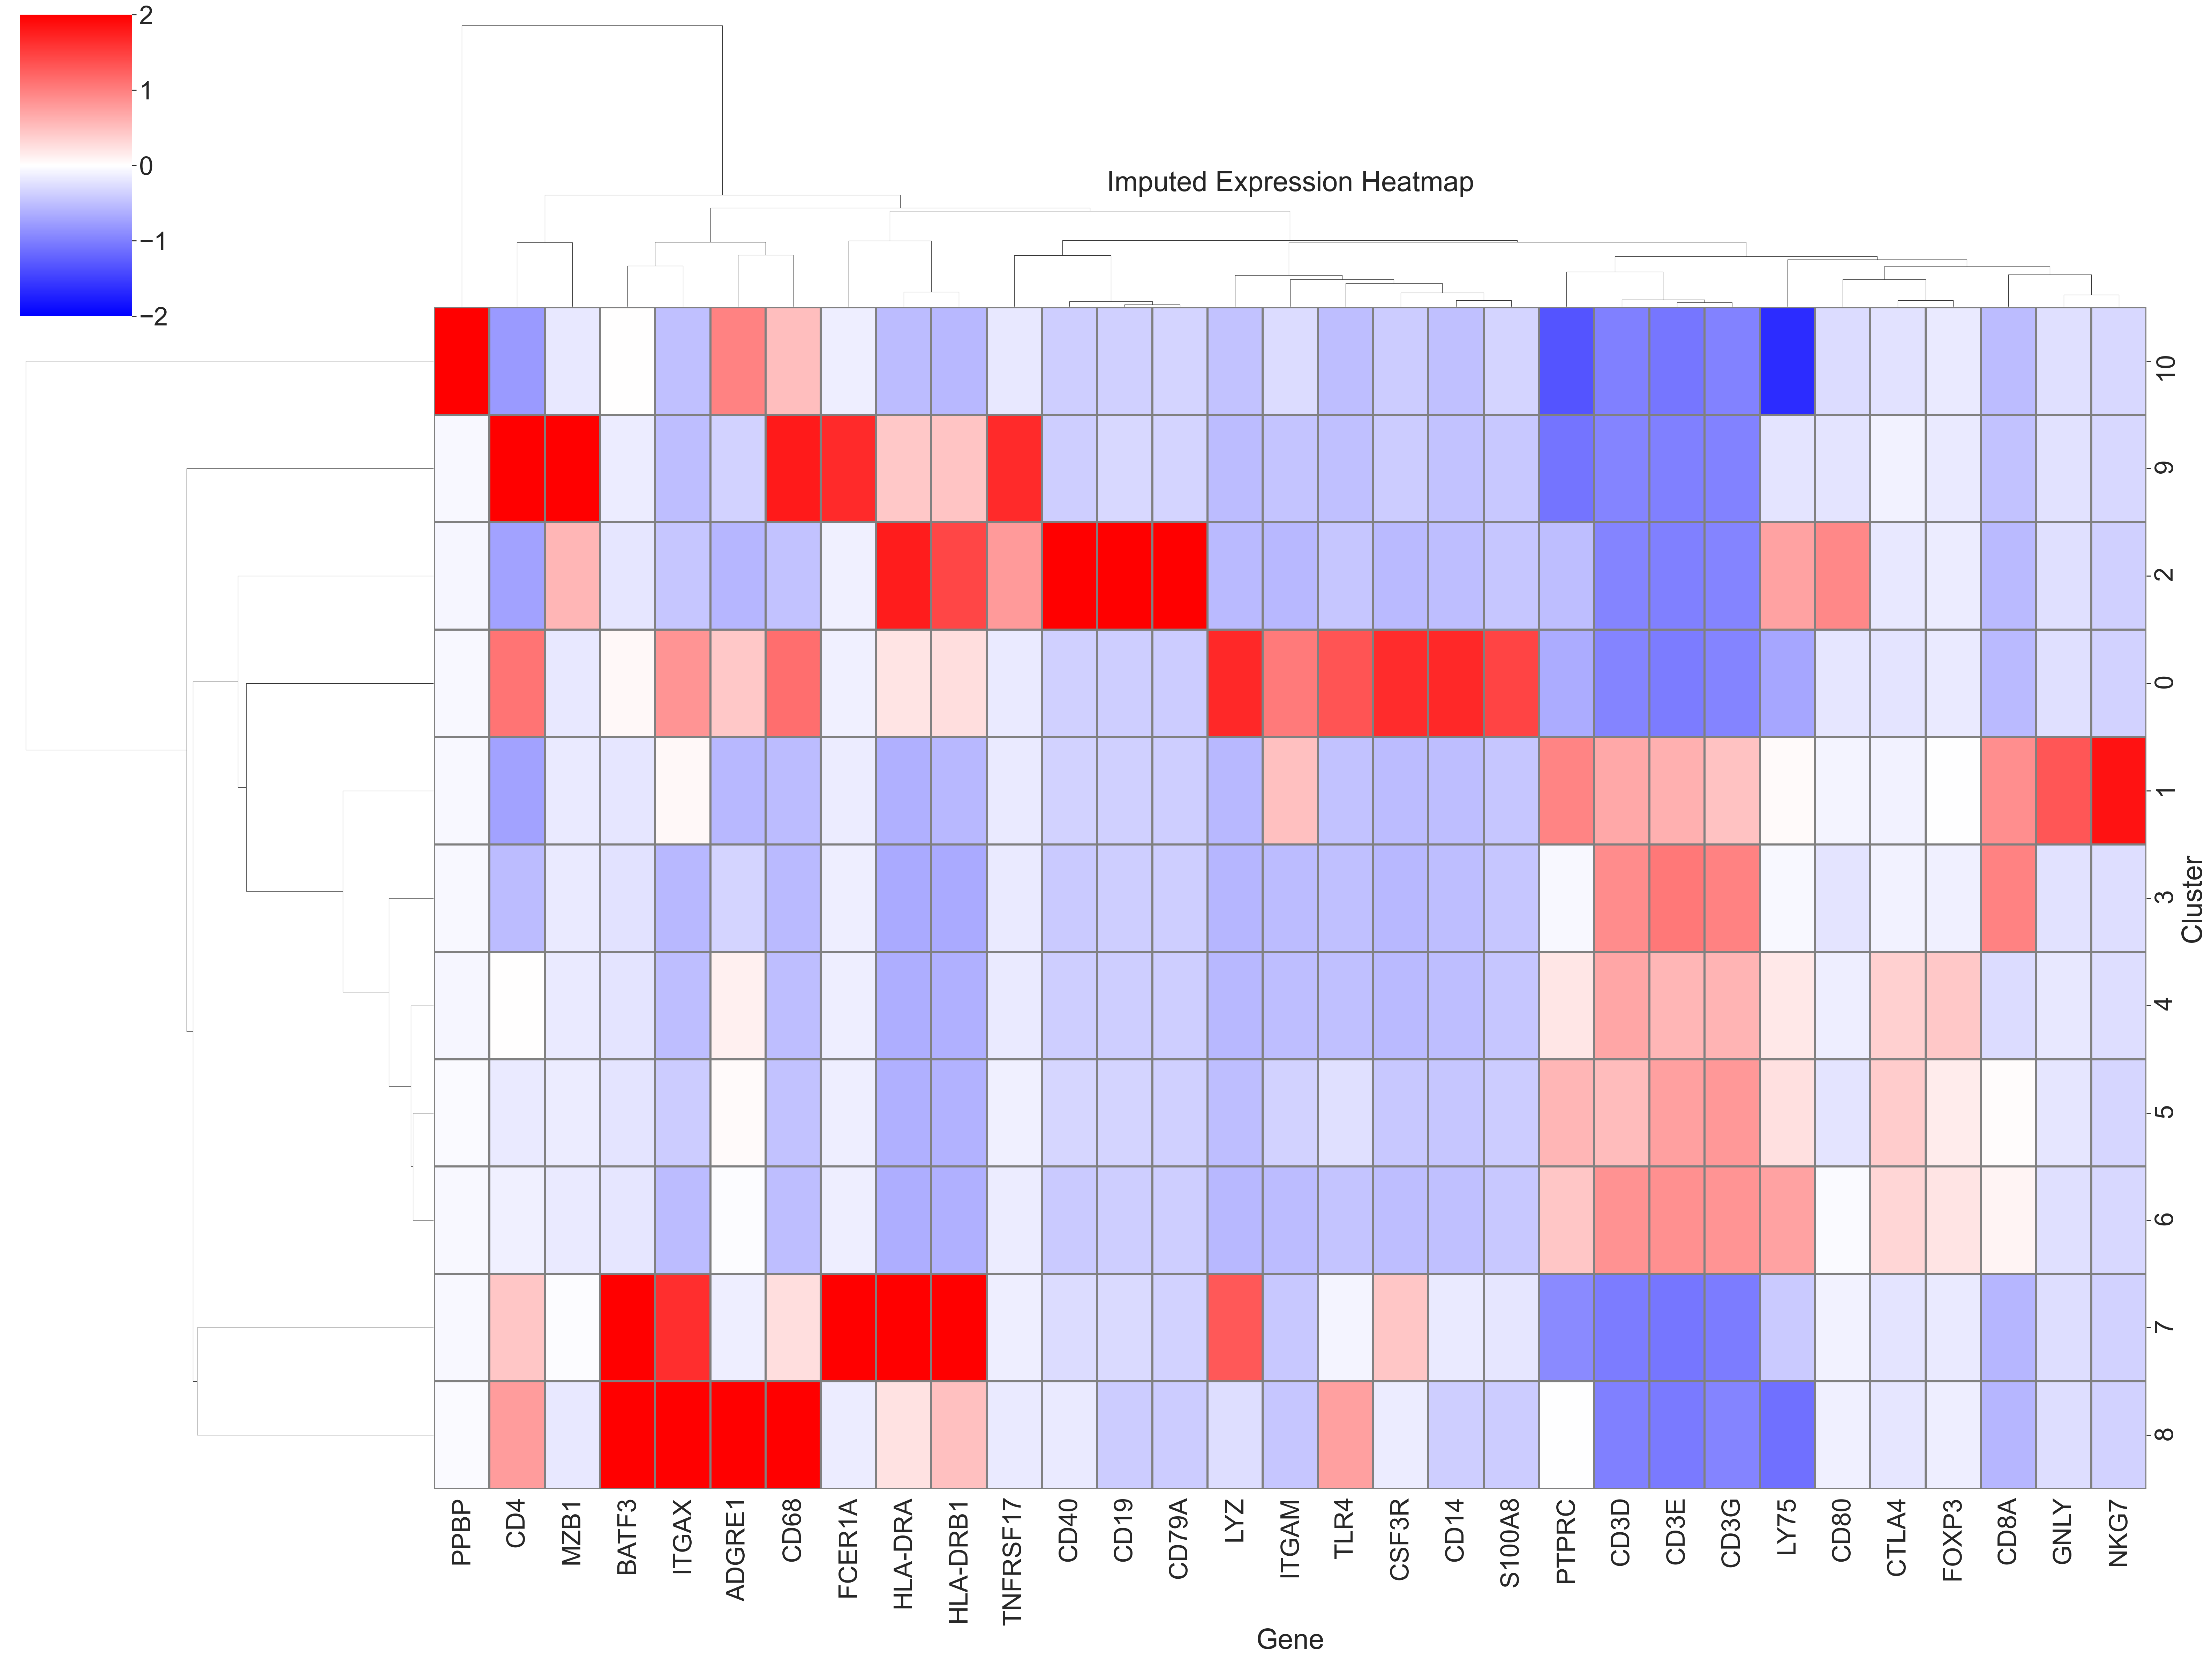 2
1
0
−1
−2
Imputed Expression Heatmap
10
9
2
0
1
3
4
5
6
7
8
Cluster
PPBP
CD4
MZB1
BATF3
ITGAX
ADGRE1
CD68
FCER1A
HLA-DRA
HLA-DRB1
TNFRSF17
CD40
CD19
CD79A
LYZ
ITGAM
TLR4
CSF3R
CD14
S100A8
PTPRC
CD3D
CD3E
CD3G
LY75
CD80
CTLA4
FOXP3
CD8A
GNLY
NKG7
Gene